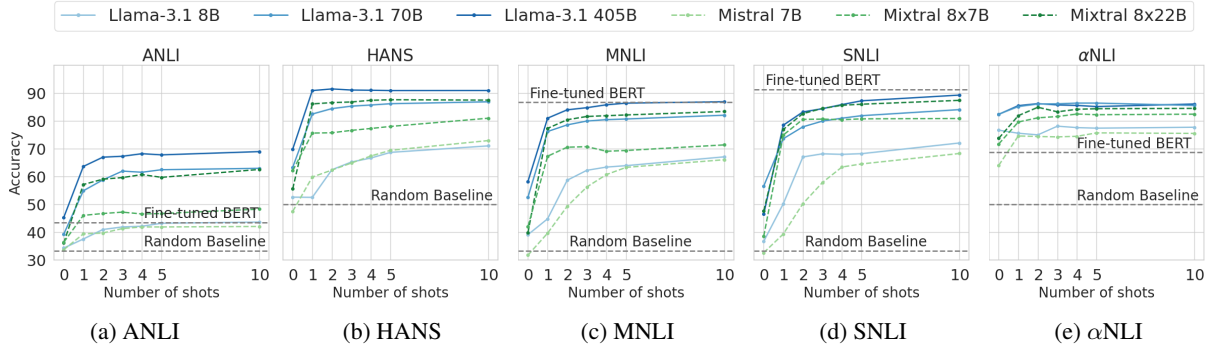 Llama-3.1 8B Llama-3.1 70B Llama-3.1 405B Mistral 7B Mixtral 8x7B Mixtral 8x22B
ANLI HANS MNLI SNLI αNLI
Accuracy
90
80
70
60
50
40
30
Fine-tuned BERT
Random Baseline
0 1 2 3 4 5 10
Number of shots
Random Baseline
0 1 2 3 4 5 10
Number of shots
Fine-tuned BERT
Random Baseline
0 1 2 3 4 5 10
Number of shots
Fine-tuned BERT
Random Baseline
0 1 2 3 4 5 10
Number of shots
Fine-tuned BERT
Random Baseline
0 1 2 3 4 5 10
Number of shots
(a) ANLI (b) HANS (c) MNLI (d) SNLI (e) αNLI